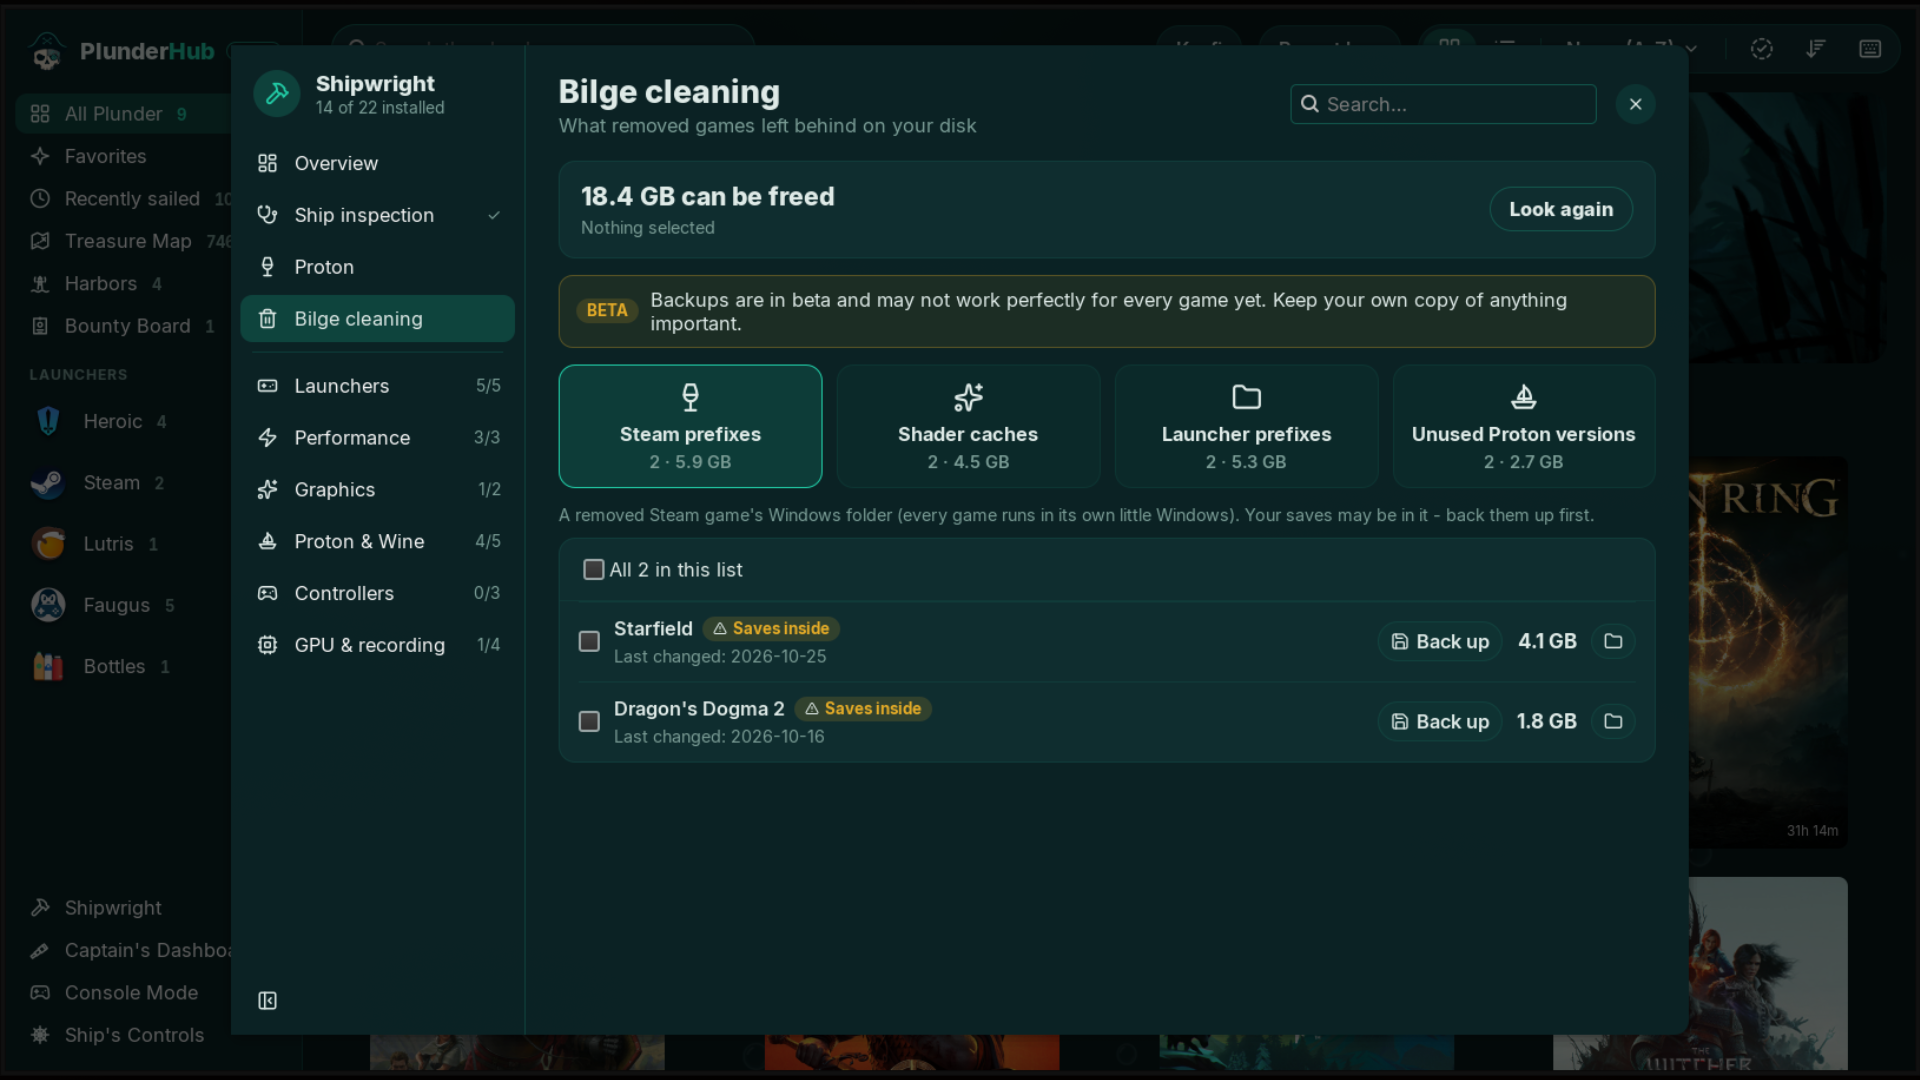 PlunderHub
All Plunder 9
Favorites
Recently sailed
Treasure Map 746
Harbors 4
Bounty Board 1
LAUNCHERS
Heroic 4
Steam 2
Lutris 1
Faugus 5
Bottles 1
Shipwright
Captain's Dashboa
Console Mode
Ship's Controls
Shipwright
14 of 22 installed
Overview
Ship inspection
Proton
Bilge cleaning
Launchers 5/5
Performance 3/3
Graphics 1/2
Proton & Wine 4/5
Controllers 0/3
GPU & recording 1/4
Bilge cleaning
What removed games left behind on your disk
Search...
18.4 GB can be freed
Nothing selected
Look again
BETA
Backups are in beta and may not work perfectly for every game yet. Keep your own copy of anything
important.
Steam prefixes
2 · 5.9 GB
Shader caches
2 · 4.5 GB
Launcher prefixes
2 · 5.3 GB
Unused Proton versions
2 · 2.7 GB
A removed Steam game's Windows folder (every game runs in its own little Windows). Your saves may be in it - back them up first.
All 2 in this list
Starfield Saves inside
Last changed: 2026-10-25
Back up 4.1 GB
Dragon's Dogma 2 Saves inside
Last changed: 2026-10-16
Back up 1.8 GB
N RING
31h 14m
THE
WITCHER